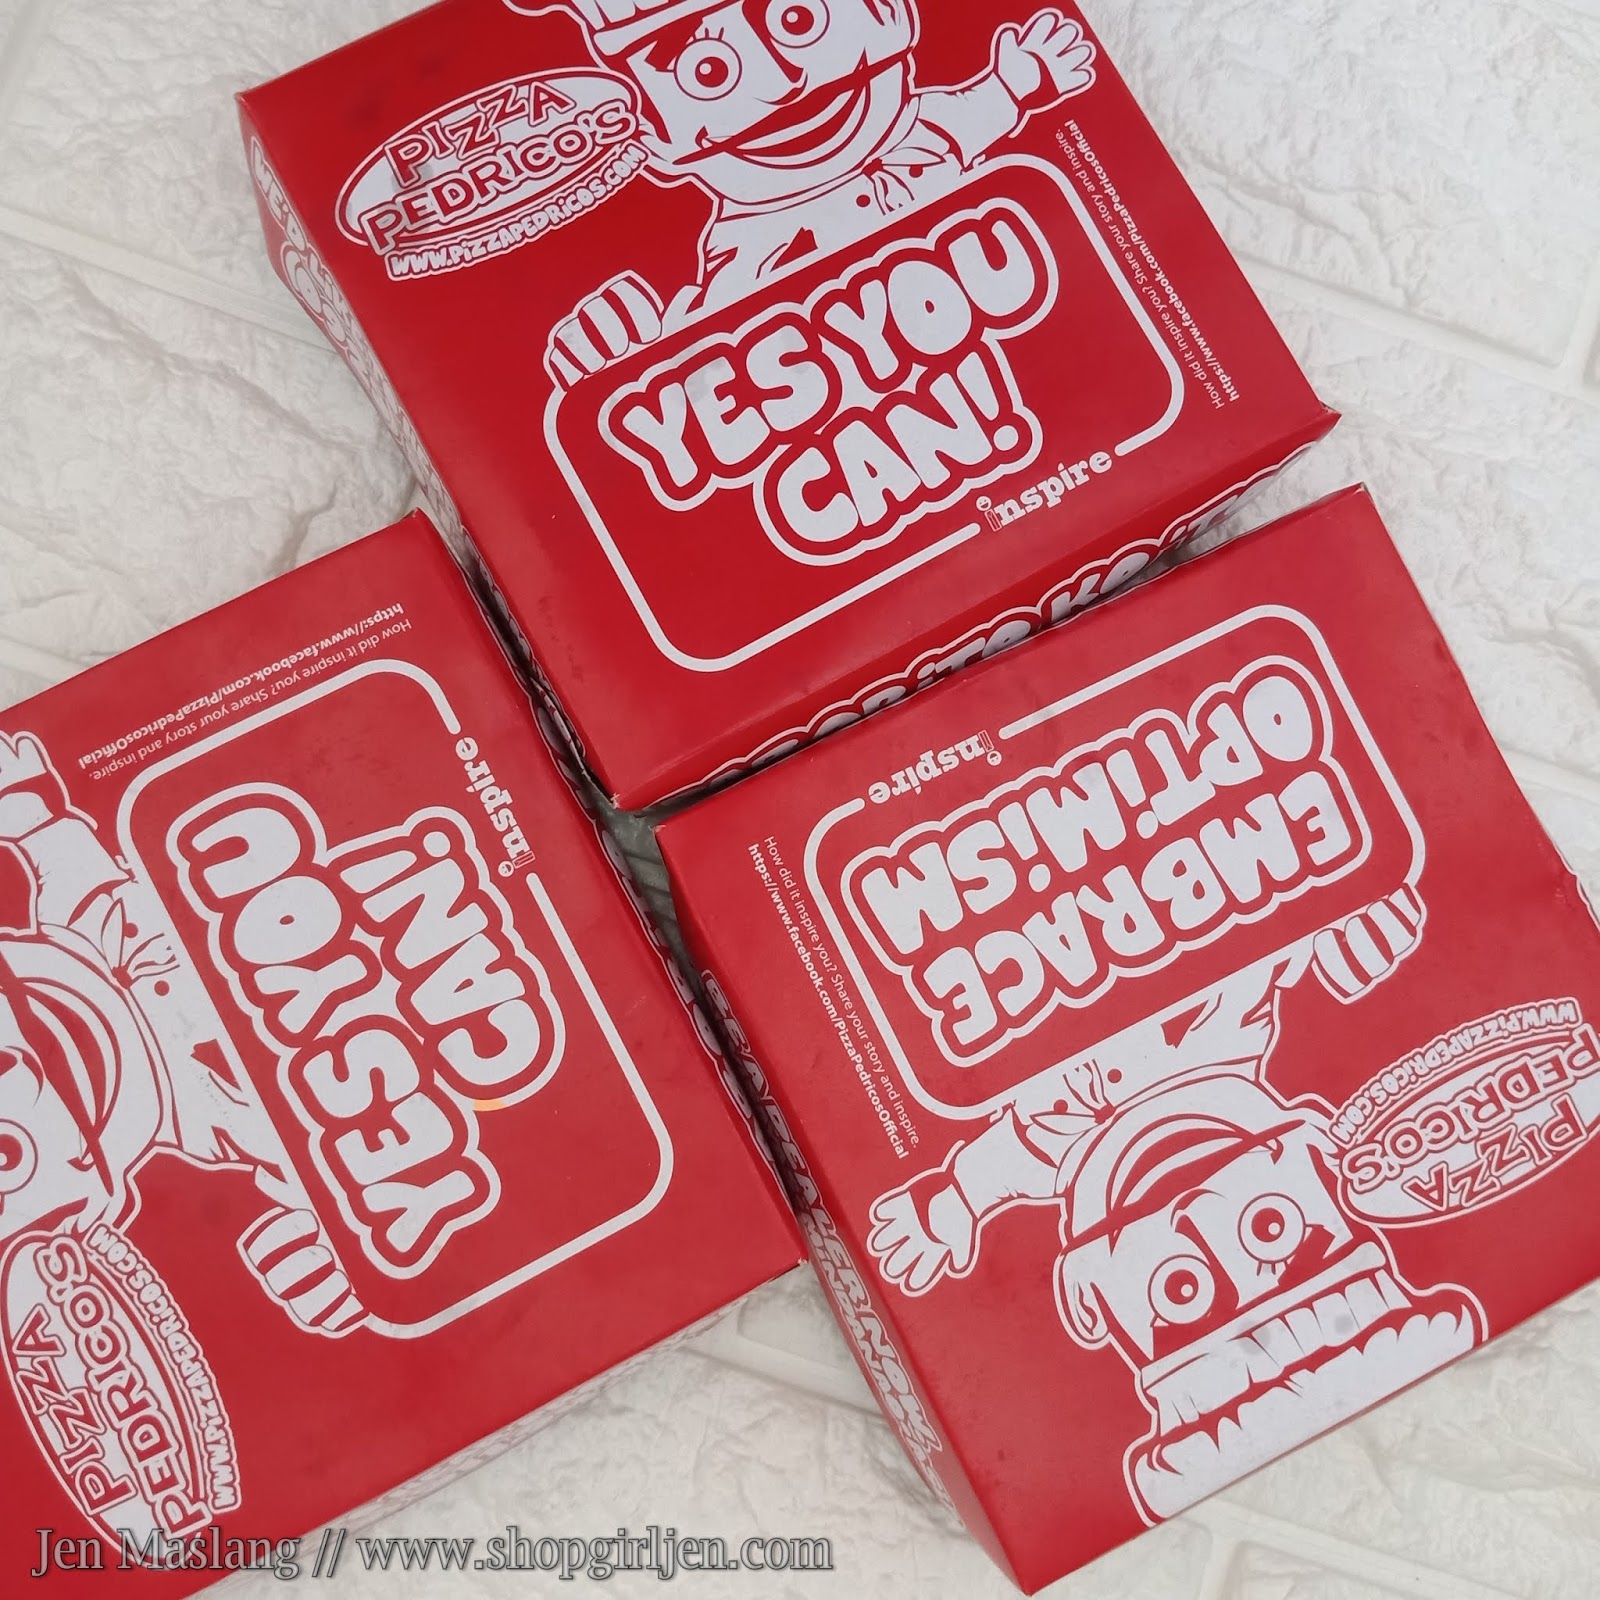 PIZZA
PEDRICO'S
WWW.PIZZAPEDRICOS.COM
YES YOU
CAN!
inspire
How did it inspire you? Share your story and inspire.
https://www.facebook.com/PizzaPedricosOfficial
How did it inspire you? Share your story and inspire.
https://www.facebook.com/PizzaPedricosOfficial
YES YOU
CAN!
inspire
PIZZA
PEDRICO'S
WWW.PIZZAPEDRICOS.COM
EMBRACE
OPTIMISM
inspire
How did it inspire you? Share your story and inspire.
https://www.facebook.com/PizzaPedricosOfficial
PIZZA
PEDRICO'S
WWW.PIZZAPEDRICOS.COM
Jen Maslang // www.shopgirljen.com